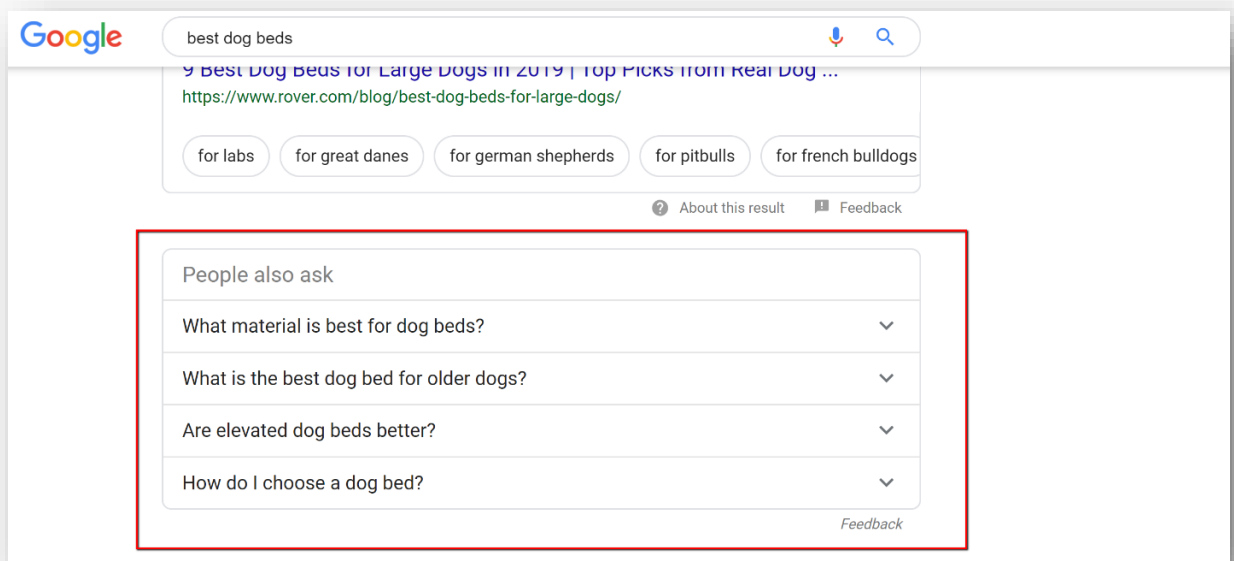 Google
best dog beds
9 Best Dog Beds for Large Dogs in 2019 | Top Picks from Real Dog ...
https://www.rover.com/blog/best-dog-beds-for-large-dogs/
for labs for great danes for german shepherds for pitbulls for french bulldogs
About this result Feedback
People also ask
What material is best for dog beds?
What is the best dog bed for older dogs?
Are elevated dog beds better?
How do I choose a dog bed?
Feedback